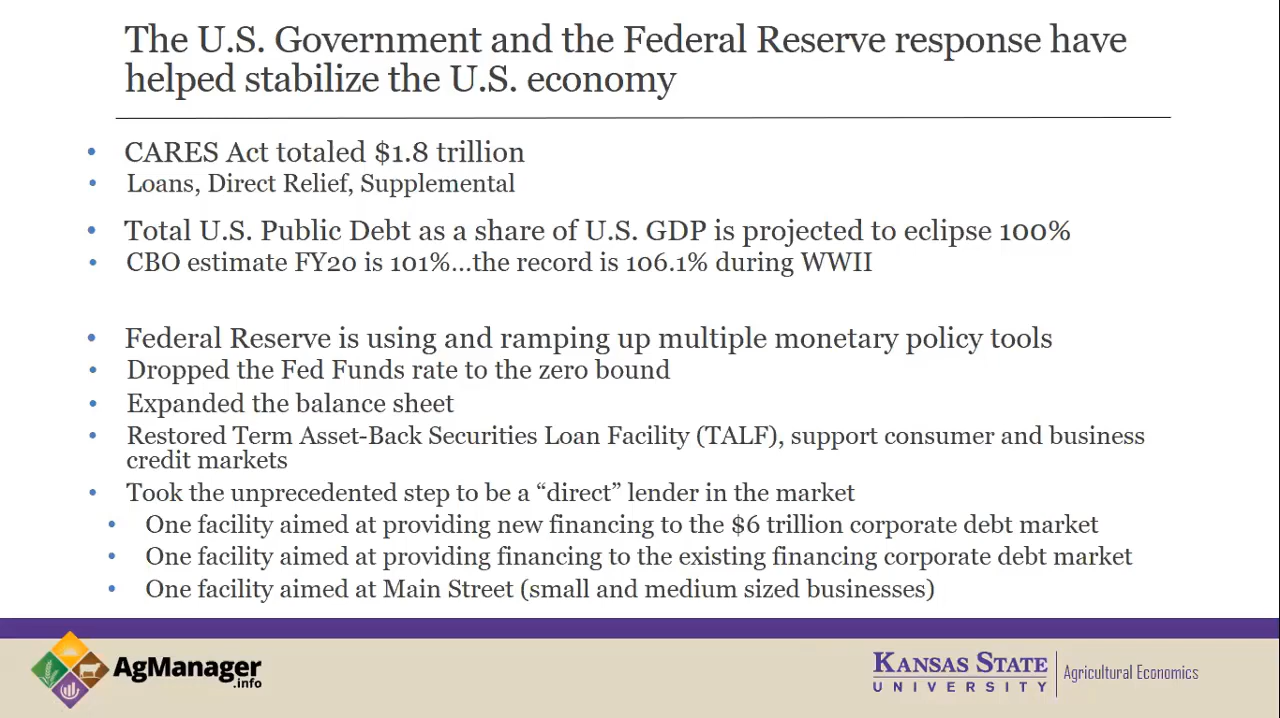 The U.S. Government and the Federal Reserve response have
helped stabilize the U.S. economy
• CARES Act totaled $1.8 trillion
• Loans, Direct Relief, Supplemental
• Total U.S. Public Debt as a share of U.S. GDP is projected to eclipse 100%
• CBO estimate FY20 is 101%...the record is 106.1% during WWII
• Federal Reserve is using and ramping up multiple monetary policy tools
• Dropped the Fed Funds rate to the zero bound
• Expanded the balance sheet
• Restored Term Asset-Back Securities Loan Facility (TALF), support consumer and business
credit markets
• Took the unprecedented step to be a “direct” lender in the market
• One facility aimed at providing new financing to the $6 trillion corporate debt market
• One facility aimed at providing financing to the existing financing corporate debt market
• One facility aimed at Main Street (small and medium sized businesses)
AgManager
.info
KANSAS STATE
UNIVERSITY
Agricultural Economics